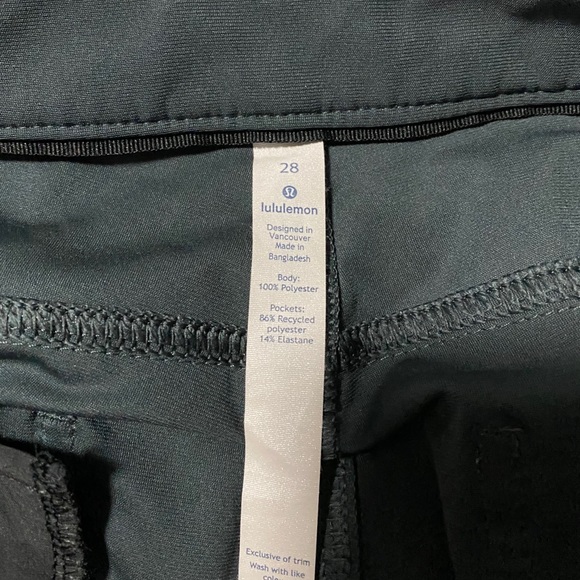 28
lululemon
Designed in
Vancouver
Made in
Bangladesh
Body:
100% Polyester
Pockets:
86% Recycled
polyester
14% Elastane
Exclusive of trim
Wash with like